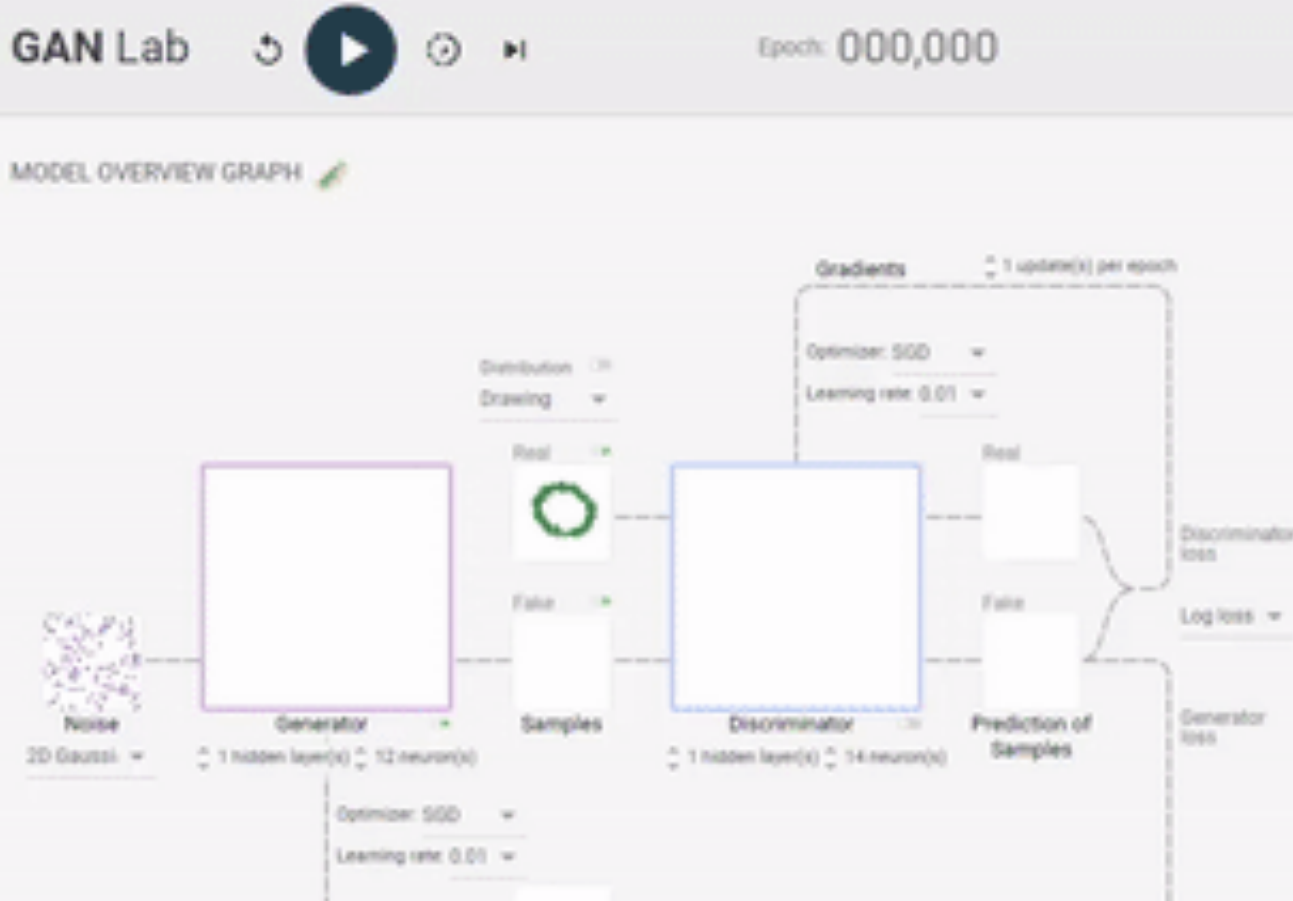 GAN Lab
Epoch: 000,000
MODEL OVERVIEW GRAPH
Gradients
1 update(s) per epoch
Optimizer: SGD
Learning rate: 0.01
Distribution
Drawing
Real
Real
Discriminator
loss
Fake
Fake
Log loss
Noise
Generator
Samples
Discriminator
Prediction of
Samples
Generator
loss
2D Gaussi
1 hidden layer(s) 12 neuron(s)
1 hidden layer(s) 14 neuron(s)
Optimizer: SGD
Learning rate: 0.01